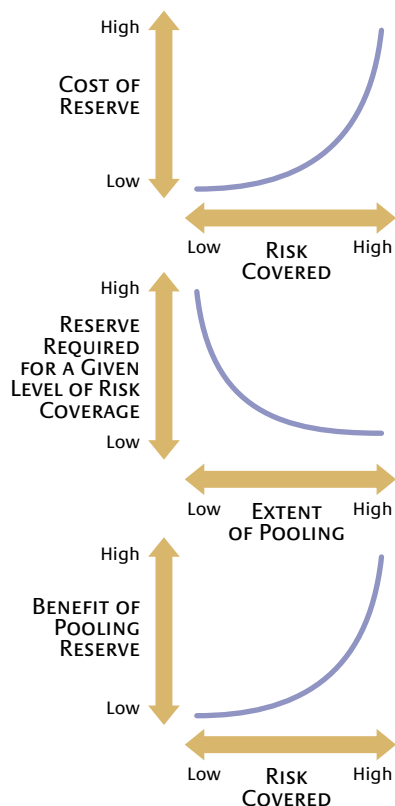 High
COST OF
RESERVE
Low
Low
RISK
COVERED
High
High
RESERVE
REQUIRED
FOR A GIVEN
LEVEL OF RISK
COVERAGE
Low
Low
EXTENT
OF POOLING
High
High
BENEFIT OF
POOLING
RESERVE
Low
Low
RISK
COVERED
High